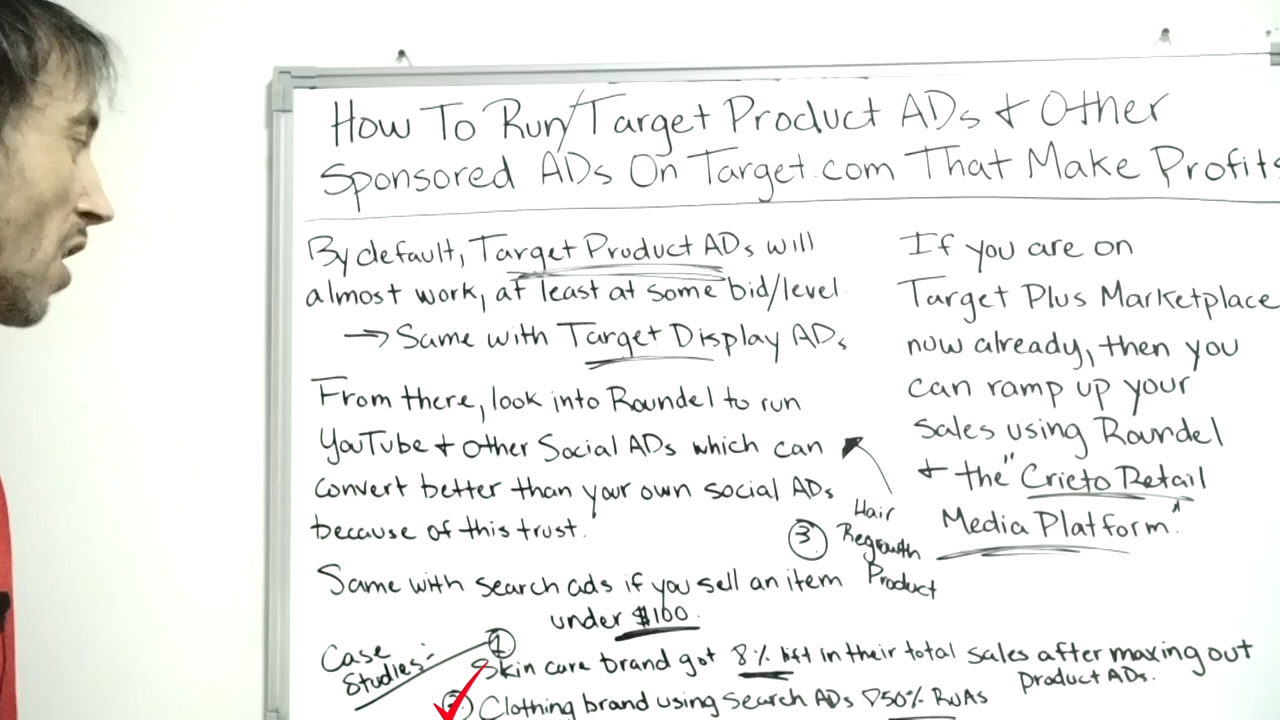 How To Run/Target Product ADs + Other
Sponsored ADs On Target.com That Make Profits
By default, Target Product ADs will
almost work, at least at some bid/level
→ Same with Target Display ADs
From there, look into Roundel to run
YouTube + other Social ADs which can
convert better than your own social ADs
because of this trust.
Same with search ads if you sell an item
under $100.
If you are on
Target Plus Marketplace
now already, then you
can ramp up your
sales using Roundel
+ the "Crieto Retail
Media Platform."
3 Hair
Regrowth
Product
Case
Studies:
1 Skin care brand got 8% lift in their total sales after maxing out
product ADs.
2 Clothing brand using search ADs 50% RoAs